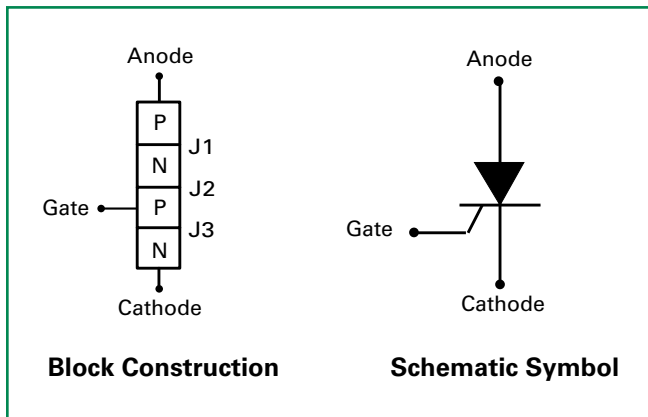 Anode
P
J1
N
J2
Gate
P
J3
N
Cathode
Block Construction
Anode
Gate
Cathode
Schematic Symbol